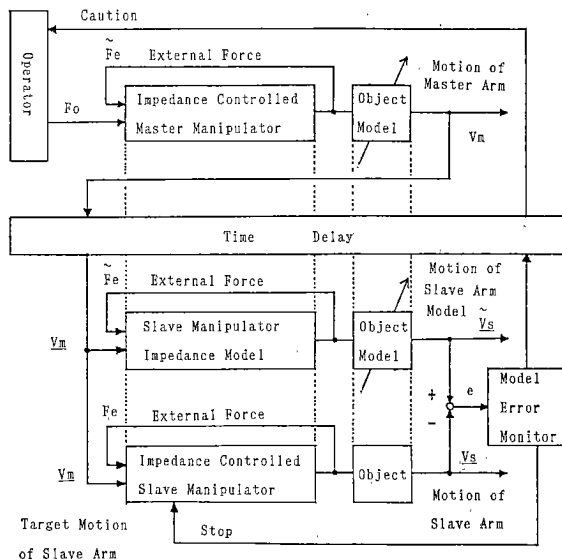 Caution
~
Fe
External Force
Operator
Fo
Impedance Controlled
Master Manipulator
Object
Model
Motion of
Master Arm
Vm
Time Delay
~
Fe
External Force
Motion of
Slave Arm
Model ~
Vs
Vm
Slave Manipulator
Impedance Model
Object
Model
+
-
e
Model
Error
Monitor
Fe
External Force
Vm
Impedance Controlled
Slave Manipulator
Object
Vs
Motion of
Slave Arm
Target Motion
of Slave Arm
Stop